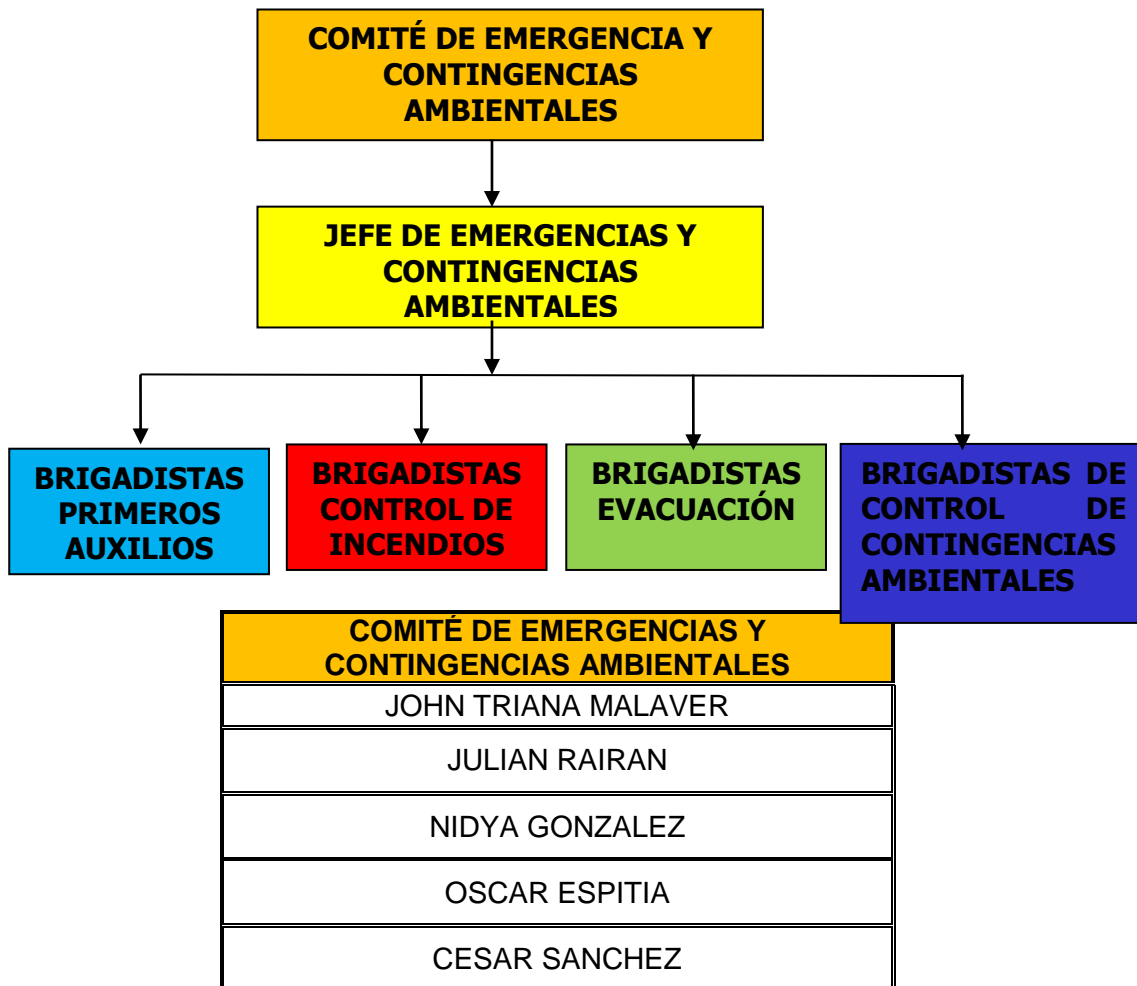 COMITÉ DE EMERGENCIA Y
CONTINGENCIAS
AMBIENTALES
JEFE DE EMERGENCIAS Y
CONTINGENCIAS
AMBIENTALES
BRIGADISTAS
PRIMEROS
AUXILIOS
BRIGADISTAS
CONTROL DE
INCENDIOS
BRIGADISTAS
EVACUACIÓN
BRIGADISTAS DE
CONTROL DE
CONTINGENCIAS
AMBIENTALES
COMITÉ DE EMERGENCIAS Y
CONTINGENCIAS AMBIENTALES
JOHN TRIANA MALAVER
JULIAN RAIRAN
NIDYA GONZALEZ
OSCAR ESPITIA
CESAR SANCHEZ